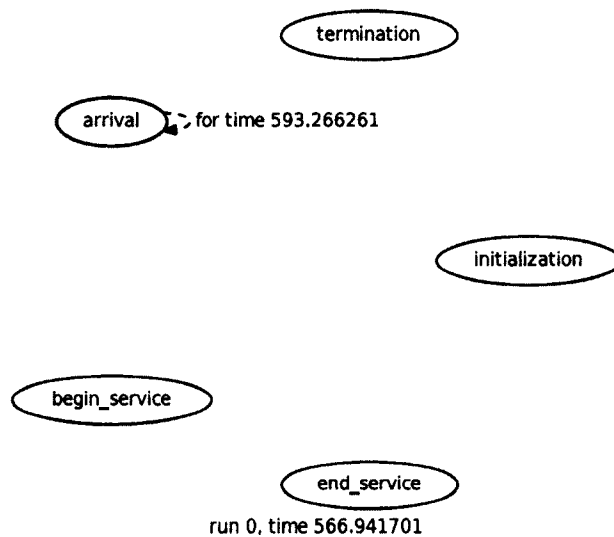 termination
arrival
for time 593.266261
initialization
begin_service
end_service
run 0, time 566.941701